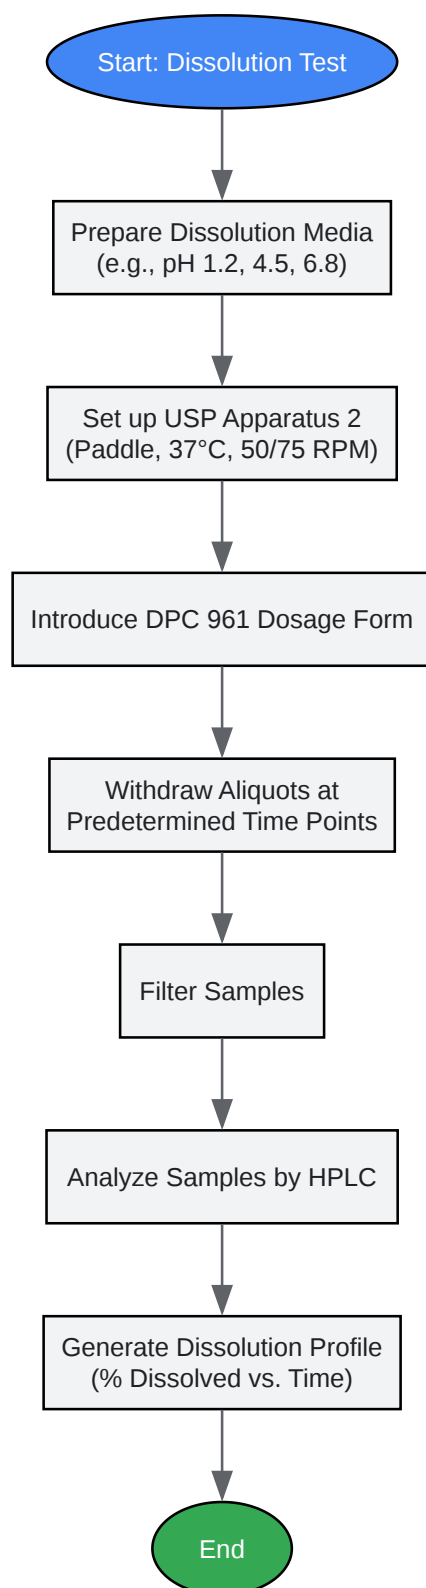 Start: Dissolution Test
Prepare Dissolution Media
(e.g., pH 1.2, 4.5, 6.8)
Set up USP Apparatus 2
(Paddle, 37°C, 50/75 RPM)
Introduce DPC 961 Dosage Form
Withdraw Aliquots at
Predetermined Time Points
Filter Samples
Analyze Samples by HPLC
Generate Dissolution Profile
(% Dissolved vs. Time)
End